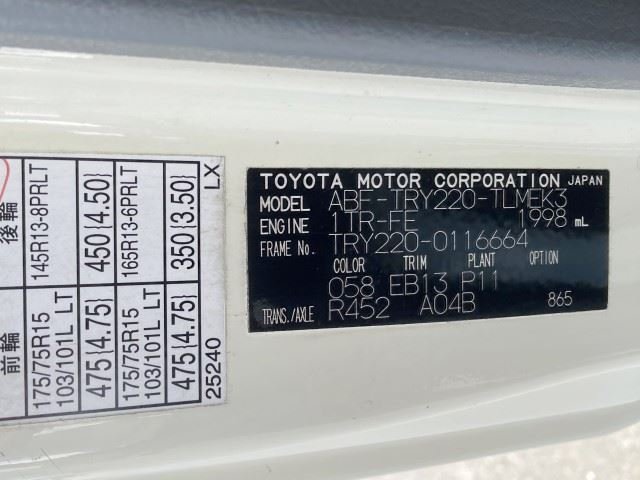 TOYOTA MOTOR CORPORATION JAPAN
MODEL ABF-TRY220-TLMEK3
ENGINE 1TR-FE 1998 mL
FRAME No. TRY220-0116664
COLOR TRIM PLANT OPTION
058 EB13 P11
TRANS./AXLE R452 A04B 865
後輪
145R13-8PRLT
450{4.50}
165R13-6PRLT
350{3.50}
LX
前輪
175/75R15
103/101L LT
475{4.75}
175/75R15
103/101L LT
475{4.75}
25240